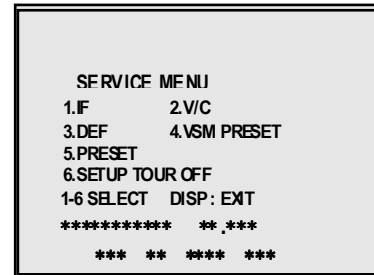 SERVICE MENU
1.IF 2.V/C
3.DEF 4.VSM PRESET
5.PRESET
6.SETUP TOUR OFF
1-6 SELECT DISP: EXIT
*********** **.***
*** ** **** ***